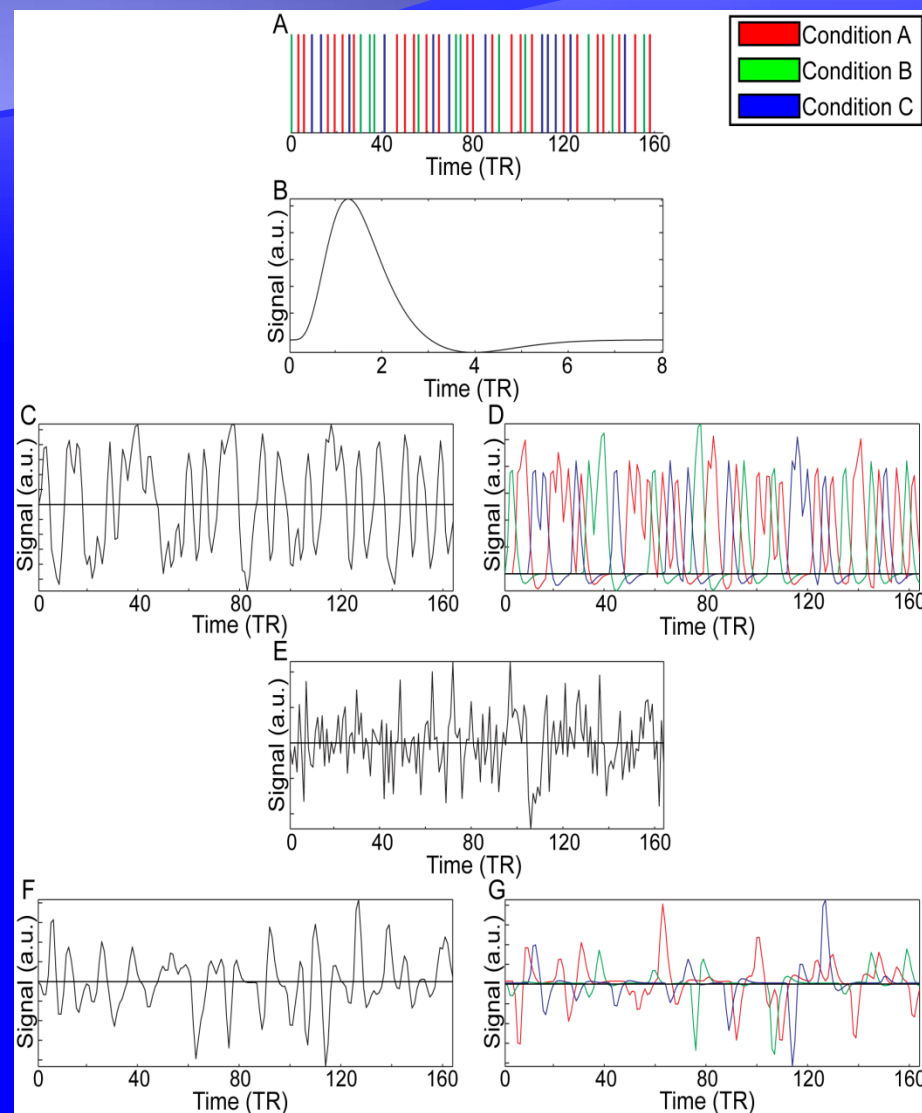 A
Condition A
Condition B
Condition C
0 40 80 120 160
Time (TR)
B
Signal (a.u.)
0 2 4 6 8
Time (TR)
C
Signal (a.u.)
0 40 80 120 160
Time (TR)
D
Signal (a.u.)
0 40 80 120 160
Time (TR)
E
Signal (a.u.)
0 40 80 120 160
Time (TR)
F
Signal (a.u.)
0 40 80 120 160
Time (TR)
G
Signal (a.u.)
0 40 80 120 160
Time (TR)